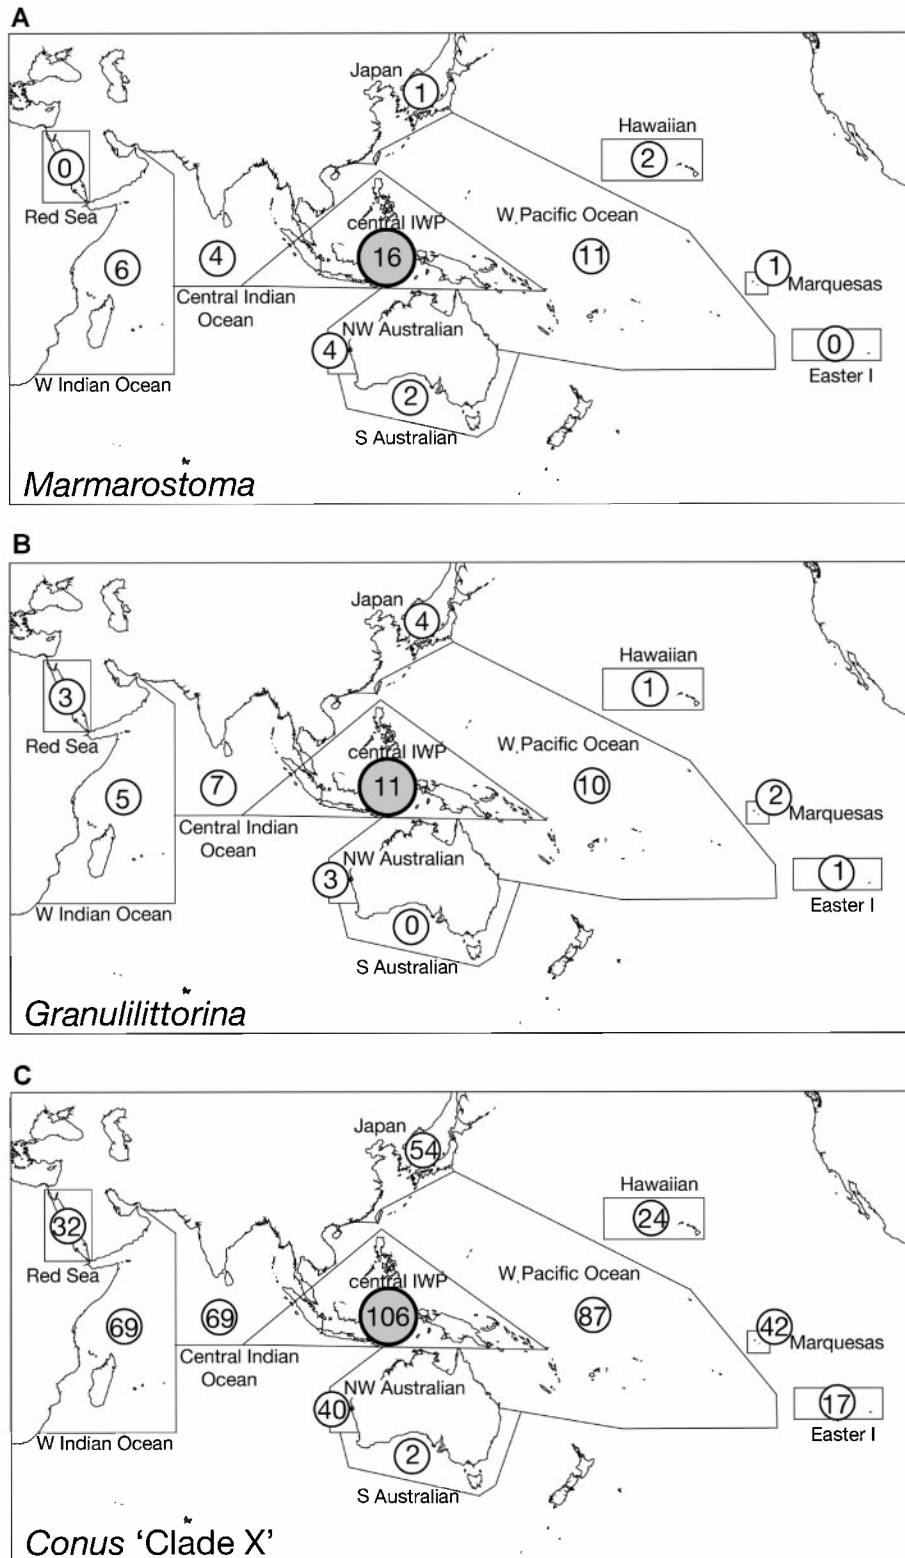 A
Japan
1
Hawaiian
2
0
Red Sea
W Pacific Ocean
central IWP
16
11
4
6
1
Marquesas
Central Indian
Ocean
NW Australian
4
0
W Indian Ocean
Easter I
2
S Australian
Marmarostoma
B
Japan
4
Hawaiian
1
3
Red Sea
W Pacific Ocean
central IWP
11
10
7
5
2
Marquesas
Central Indian
Ocean
NW Australian
3
1
W Indian Ocean
Easter I
0
S Australian
Granulilittorina
C
Japan
54
Hawaiian
24
32
Red Sea
W Pacific Ocean
central IWP
106
87
69
69
42
Marquesas
Central Indian
Ocean
NW Australian
40
17
W Indian Ocean
Easter I
2
S Australian
Conus 'Clade X'